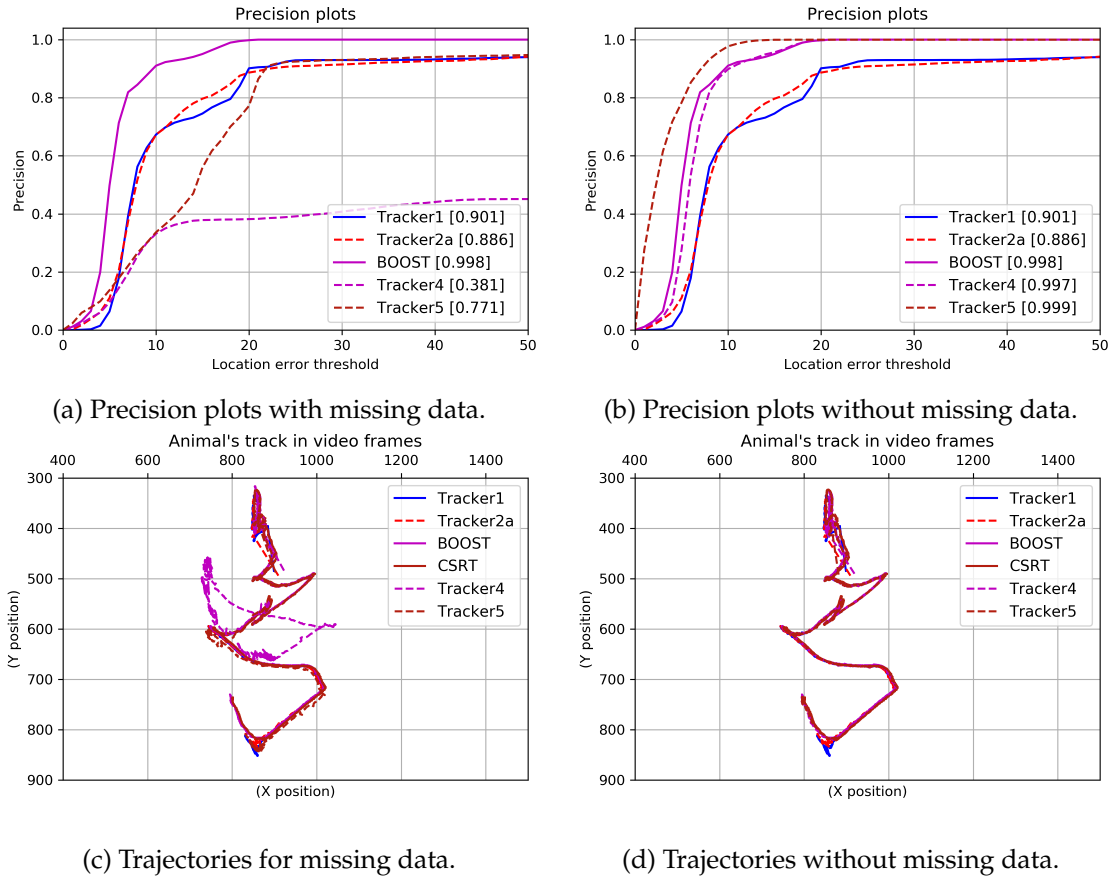 Precision plots
1.0
0.8
0.6
0.4
0.2
0.0
Precision
0 10 20 30 40 50
Location error threshold
Tracker1 [0.901]
Tracker2a [0.886]
BOOST [0.998]
Tracker4 [0.381]
Tracker5 [0.771]
(a) Precision plots with missing data.
Precision plots
1.0
0.8
0.6
0.4
0.2
0.0
Precision
0 10 20 30 40 50
Location error threshold
Tracker1 [0.901]
Tracker2a [0.886]
BOOST [0.998]
Tracker4 [0.997]
Tracker5 [0.999]
(b) Precision plots without missing data.
Animal's track in video frames
400 600 800 1000 1200 1400
300
400
500
600
700
800
900
(Y position)
(X position)
Tracker1
Tracker2a
BOOST
CSRT
Tracker4
Tracker5
(c) Trajectories for missing data.
Animal's track in video frames
400 600 800 1000 1200 1400
300
400
500
600
700
800
900
(Y position)
(X position)
Tracker1
Tracker2a
BOOST
CSRT
Tracker4
Tracker5
(d) Trajectories without missing data.